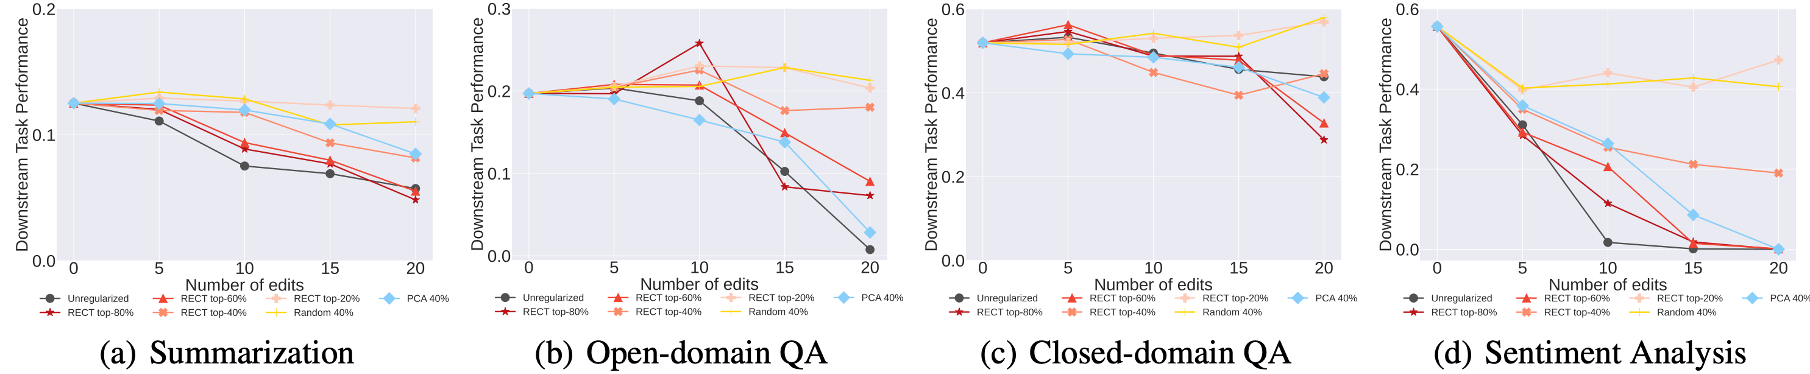 Downstream Task Performance
0.2
0.1
0.0
0 5 10 15 20
Number of edits
Unregularized RECT top-60% RECT top-20% PCA 40%
RECT top-80% RECT top-40% Random 40%
(a) Summarization
Downstream Task Performance
0.3
0.2
0.1
0.0
0 5 10 15 20
Number of edits
Unregularized RECT top-60% RECT top-20% PCA 40%
RECT top-80% RECT top-40% Random 40%
(b) Open-domain QA
Downstream Task Performance
0.6
0.4
0.2
0.0
0 5 10 15 20
Number of edits
Unregularized RECT top-60% RECT top-20% PCA 40%
RECT top-80% RECT top-40% Random 40%
(c) Closed-domain QA
Downstream Task Performance
0.6
0.4
0.2
0.0
0 5 10 15 20
Number of edits
Unregularized RECT top-60% RECT top-20% PCA 40%
RECT top-80% RECT top-40% Random 40%
(d) Sentiment Analysis